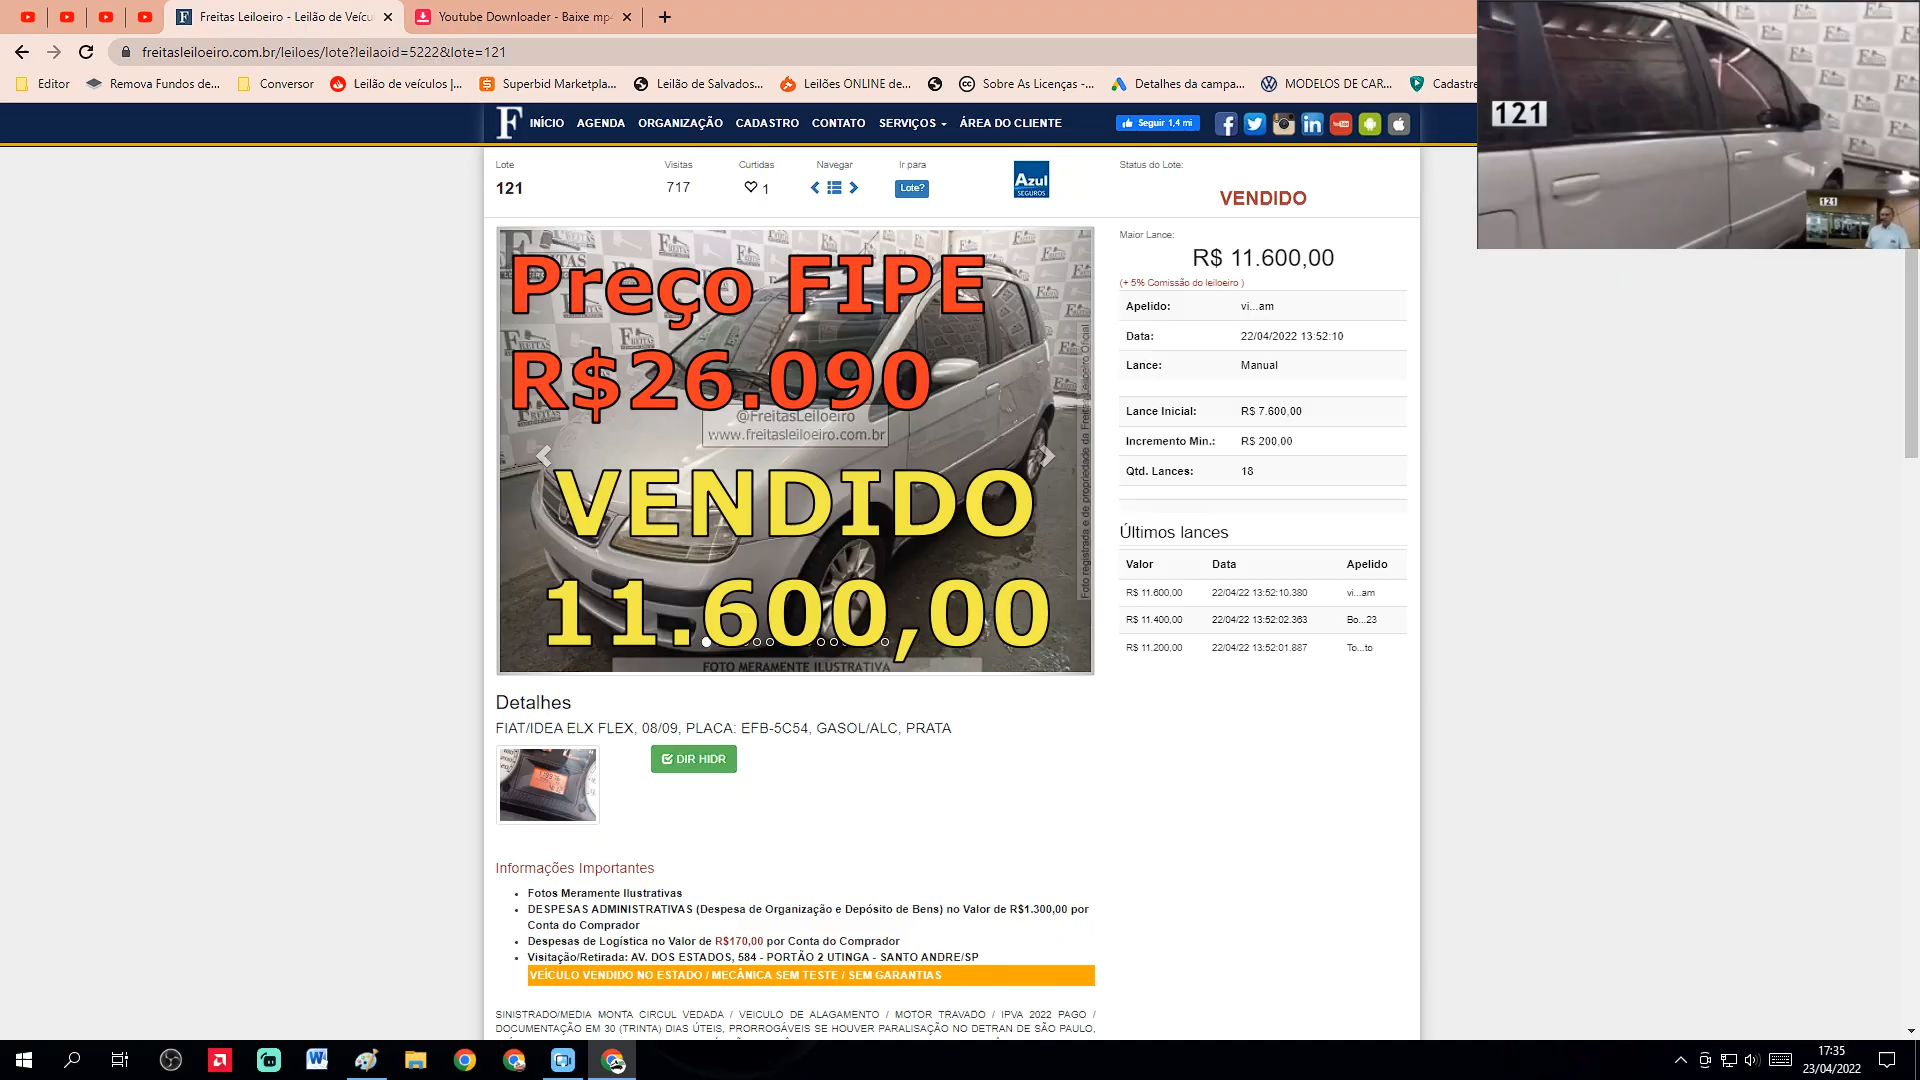 Freitas Leiloeiro - Leilão de Veícu
Youtube Downloader - Baixe mp
freitasleiloeiro.com.br/leiloes/lote?leilaoid=5222&lote=121
Editor
Remova Fundos de...
Conversor
Leilão de veículos |...
Superbid Marketpla...
Leilão de Salvados...
Leilões ONLINE de...
Sobre As Licenças -...
Detalhes da campa...
MODELOS DE CAR...
Cadastre
F INÍCIO AGENDA ORGANIZAÇÃO CADASTRO CONTATO SERVIÇOS ÁREA DO CLIENTE
Seguir 1,4 mi
121
121
Lote Visitas Curtidas Navegar Ir para
121 717 1 Lote?
Azul
SEGUROS
Status do Lote:
VENDIDO
Preço FIPE
R$26.090
@FreitasLeiloeiro
www.freitasleiloeiro.com.br
VENDIDO
11.600,00
FOTO MERAMENTE ILUSTRATIVA
Foto registrada e de propriedade da Freitas Leiloeiro Oficial
Maior Lance:
R$ 11.600,00
(+ 5% Comissão do leiloeiro )
Apelido: vi...am
Data: 22/04/2022 13:52:10
Lance: Manual
Lance Inicial: R$ 7.600,00
Incremento Min.: R$ 200,00
Qtd. Lances: 18
Últimos lances
Valor Data Apelido
R$ 11.600,00 22/04/22 13:52:10.380 vi...am
R$ 11.400,00 22/04/22 13:52:02.363 Bo...23
R$ 11.200,00 22/04/22 13:52:01.887 To...to
Detalhes
FIAT/IDEA ELX FLEX, 08/09, PLACA: EFB-5C54, GASOL/ALC, PRATA
DIR HIDR
Informações Importantes
Fotos Meramente Ilustrativas
DESPESAS ADMINISTRATIVAS (Despesa de Organização e Depósito de Bens) no Valor de R$1.300,00 por
Conta do Comprador
Despesas de Logística no Valor de R$170,00 por Conta do Comprador
Visitação/Retirada: AV. DOS ESTADOS, 584 - PORTÃO 2 UTINGA - SANTO ANDRE/SP
VEÍCULO VENDIDO NO ESTADO / MECÂNICA SEM TESTE / SEM GARANTIAS
SINISTRADO/MEDIA MONTA CIRCUL VEDADA / VEICULO DE ALAGAMENTO / MOTOR TRAVADO / IPVA 2022 PAGO /
DOCUMENTAÇÃO EM 30 (TRINTA) DIAS ÚTEIS, PRORROGÁVEIS SE HOUVER PARALISAÇÃO NO DETRAN DE SÃO PAULO,
17:35
23/04/2022